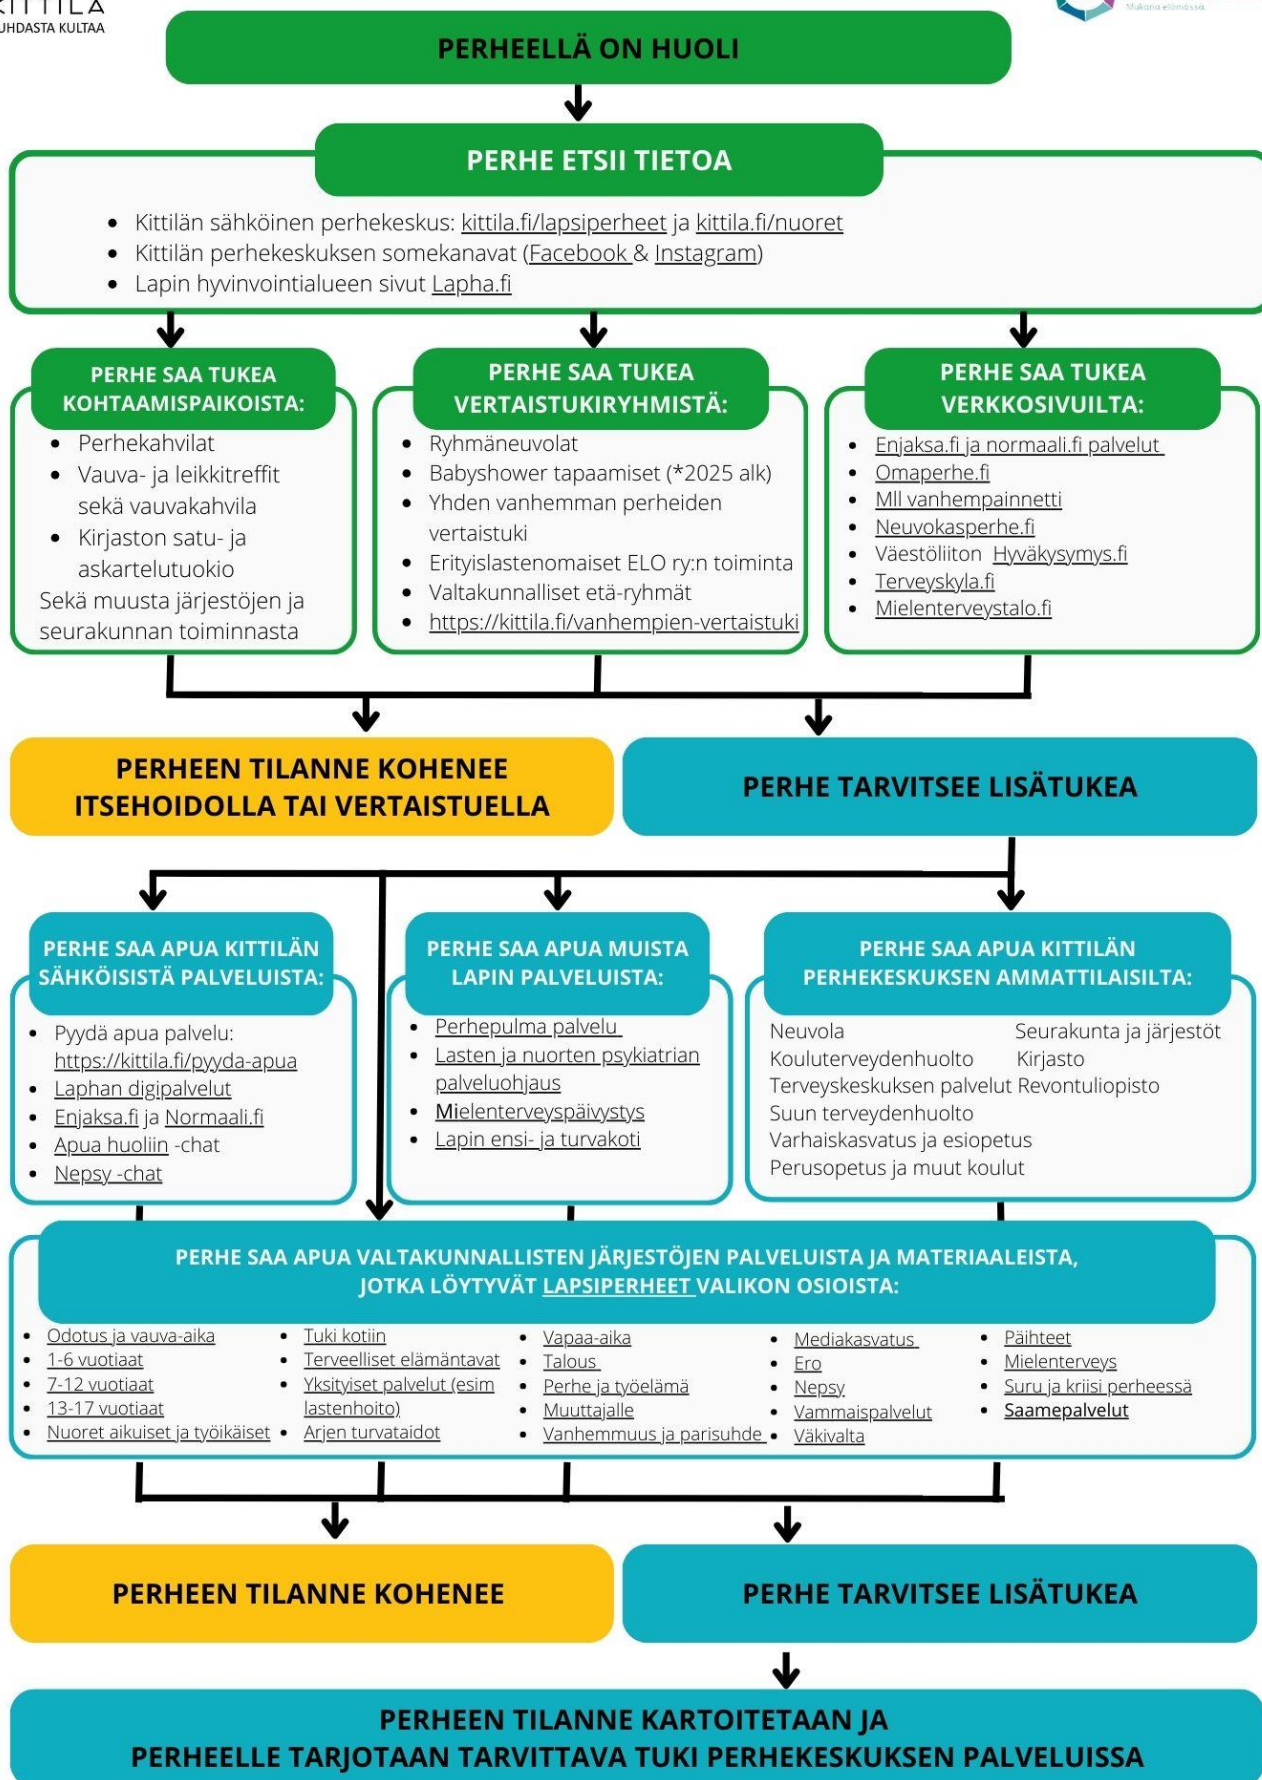 KITTILÄ
UHDASTA KULTAA
Mukana elämässä.
PERHEELLÄ ON HUOLI
PERHE ETSII TIETOA
• Kittilän sähköinen perhekeskus: kittila.fi/lapsiperheet ja kittila.fi/nuoret
• Kittilän perhekeskuksen somekanavat (Facebook & Instagram)
• Lapin hyvinvointialueen sivut Lapha.fi
PERHE SAA TUKEA
KOHTAAMISPAIKOISTA:
• Perhekahvilat
• Vauva- ja leikkitreffit
sekä vauvakahvila
• Kirjaston satu- ja
askartelutuokio
Sekä muusta järjestöjen ja
seurakunnan toiminnasta
PERHE SAA TUKEA
VERTAISTUKIRYHMISTÄ:
• Ryhmäneuvolat
• Babyshower tapaamiset (*2025 alk)
• Yhden vanhemman perheiden
vertaistuki
• Erityislastenomaiset ELO ry:n toiminta
• Valtakunnalliset etä-ryhmät
• https://kittila.fi/vanhempien-vertaistuki
PERHE SAA TUKEA
VERKKOSIVUILTA:
• Enjaksa.fi ja normaali.fi palvelut
• Omaperhe.fi
• Mll vanhempainnetti
• Neuvokasperhe.fi
• Väestöliiton Hyväkysymys.fi
• Terveyskyla.fi
• Mielenterveystalo.fi
PERHEEN TILANNE KOHENEE
ITSEHOIDOLLA TAI VERTAISTUELLA
PERHE TARVITSEE LISÄTUKEA
PERHE SAA APUA KITTILÄN
SÄHKÖISISTÄ PALVELUISTA:
• Pyydä apua palvelu:
https://kittila.fi/pyyda-apua
• Laphan digipalvelut
• Enjaksa.fi ja Normaali.fi
• Apua huoliin -chat
• Nepsy -chat
PERHE SAA APUA MUISTA
LAPIN PALVELUISTA:
• Perhepulma palvelu
• Lasten ja nuorten psykiatrian
palveluohjaus
• Mielenterveyspäivystys
• Lapin ensi- ja turvakoti
PERHE SAA APUA KITTILÄN
PERHEKESKUKSEN AMMATTILAISILTA:
Neuvola Seurakunta ja järjestöt
Kouluterveydenhuolto Kirjasto
Terveyskeskuksen palvelut Revontuliopisto
Suun terveydenhuolto
Varhaiskasvatus ja esiopetus
Perusopetus ja muut koulut
PERHE SAA APUA VALTAKUNNALLISTEN JÄRJESTÖJEN PALVELUISTA JA MATERIAALEISTA,
JOTKA LÖYTYVÄT LAPSIPERHEET VALIKON OSIOISTA:
• Odotus ja vauva-aika
• 1-6 vuotiaat
• 7-12 vuotiaat
• 13-17 vuotiaat
• Nuoret aikuiset ja työikäiset
• Tuki kotiin
• Terveelliset elämäntavat
• Yksityiset palvelut (esim
lastenhoito)
• Arjen turvataidot
• Vapaa-aika
• Talous
• Perhe ja työelämä
• Muuttajalle
• Vanhemmuus ja parisuhde
• Mediakasvatus
• Ero
• Nepsy
• Vammaispalvelut
• Väkivalta
• Päihteet
• Mielenterveys
• Suru ja kriisi perheessä
• Saamepalvelut
PERHEEN TILANNE KOHENEE
PERHE TARVITSEE LISÄTUKEA
PERHEEN TILANNE KARTOITETAAN JA
PERHEELLE TARJOTAAN TARVITTAVA TUKI PERHEKESKUKSEN PALVELUISSA